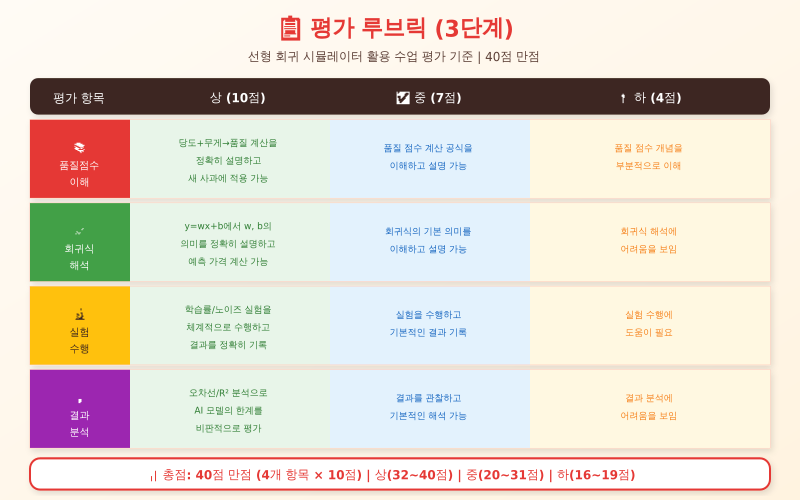 평가 루브릭 (3단계)
선형 회귀 시뮬레이터 활용 수업 평가 기준 | 40점 만점
평가 항목
상 (10점)
중 (7점)
하 (4점)
품질점수
이해
당도+무게→품질 계산을
정확히 설명하고
새 사과에 적용 가능
품질 점수 계산 공식을
이해하고 설명 가능
품질 점수 개념을
부분적으로 이해
회귀식
해석
y=wx+b에서 w, b의
의미를 정확히 설명하고
예측 가격 계산 가능
회귀식의 기본 의미를
이해하고 설명 가능
회귀식 해석에
어려움을 보임
실험
수행
학습률/노이즈 실험을
체계적으로 수행하고
결과를 정확히 기록
실험을 수행하고
기본적인 결과 기록
실험 수행에
도움이 필요
결과
분석
오차선/R² 분석으로
AI 모델의 한계를
비판적으로 평가
결과를 관찰하고
기본적인 해석 가능
결과 분석에
어려움을 보임
총점: 40점 만점 (4개 항목 × 10점) | 상(32~40점) | 중(20~31점) | 하(16~19점)